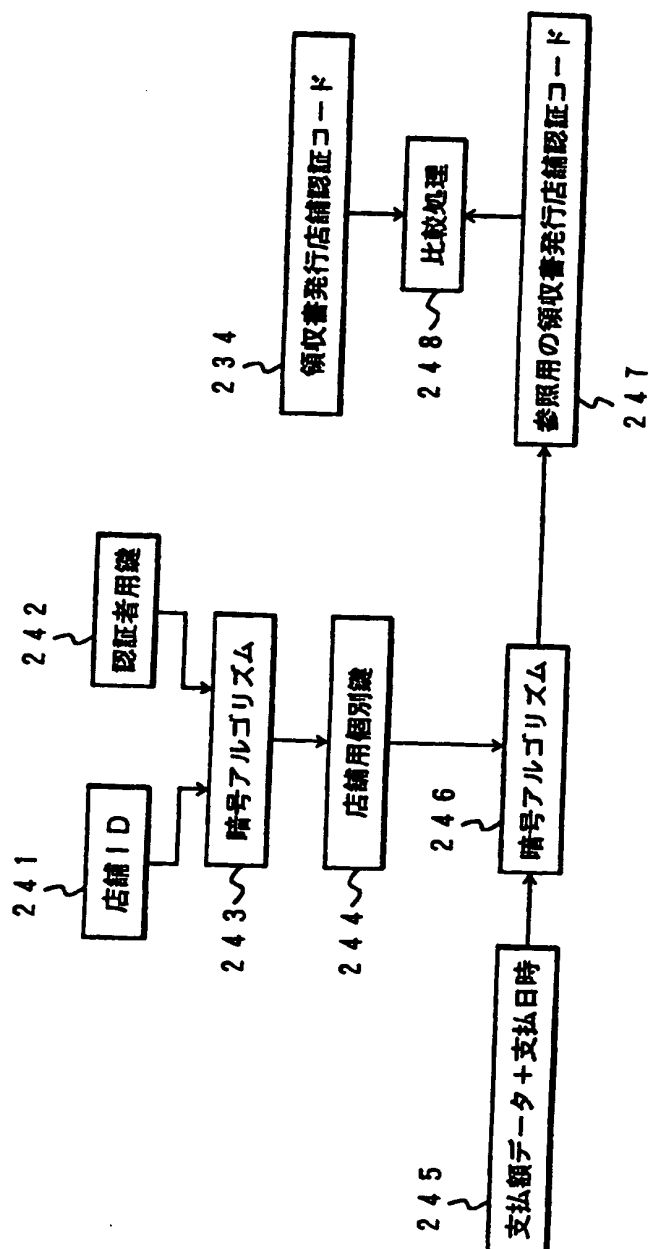 241
店舗ID
242
認証者用鍵
243
暗号アルゴリズム
244
店舗用個別鍵
245
支払額データ+支払日時
246
暗号アルゴリズム
234
領収書発行店舗認証コード
248
比較処理
参照用の領収書発行店舗認証コード
247